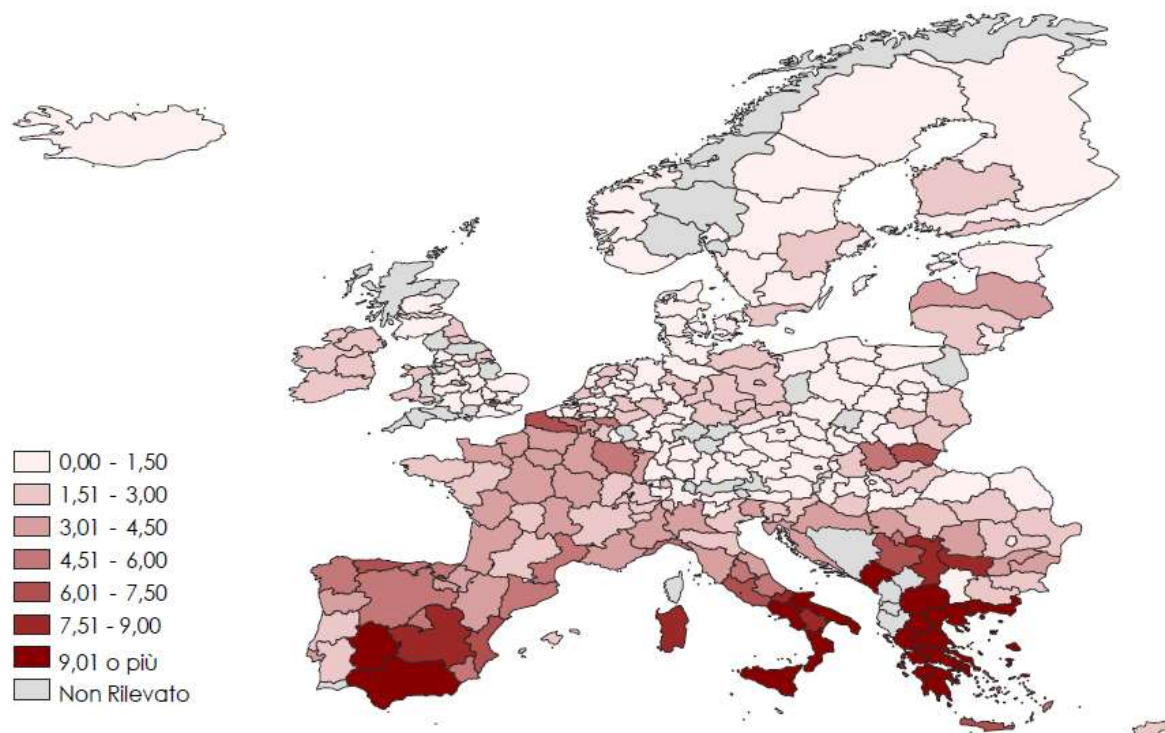 0,00 - 1,50
1,51 - 3,00
3,01 - 4,50
4,51 - 6,00
6,01 - 7,50
7,51 - 9,00
9,01 o più
Non Rilevato